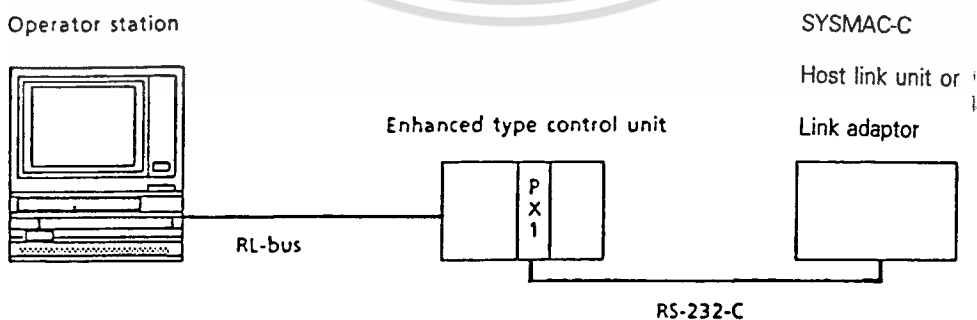 Operator station
SYSMAC-C
Host link unit or
Enhanced type control unit
Link adaptor
P
X
1
RL-bus
RS-232-C